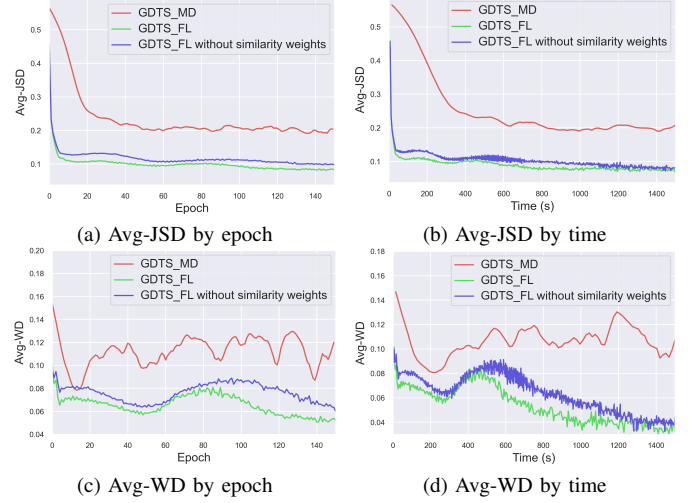 GDTS_MD
GDTS_FL
GDTS_FL without similarity weights
Avg-JSD
0.5
0.4
0.3
0.2
0.1
0 20 40 60 80 100 120 140
Epoch
(a) Avg-JSD by epoch
GDTS_MD
GDTS_FL
GDTS_FL without similarity weights
Avg-JSD
0.5
0.4
0.3
0.2
0.1
0 200 400 600 800 1000 1200 1400
Time (s)
(b) Avg-JSD by time
GDTS_MD
GDTS_FL
GDTS_FL without similarity weights
Avg-WD
0.20
0.18
0.16
0.14
0.12
0.10
0.08
0.06
0.04
0 20 40 60 80 100 120 140
Epoch
(c) Avg-WD by epoch
GDTS_MD
GDTS_FL
GDTS_FL without similarity weights
Avg-WD
0.18
0.16
0.14
0.12
0.10
0.08
0.06
0.04
0 200 400 600 800 1000 1200 1400
Time (s)
(d) Avg-WD by time